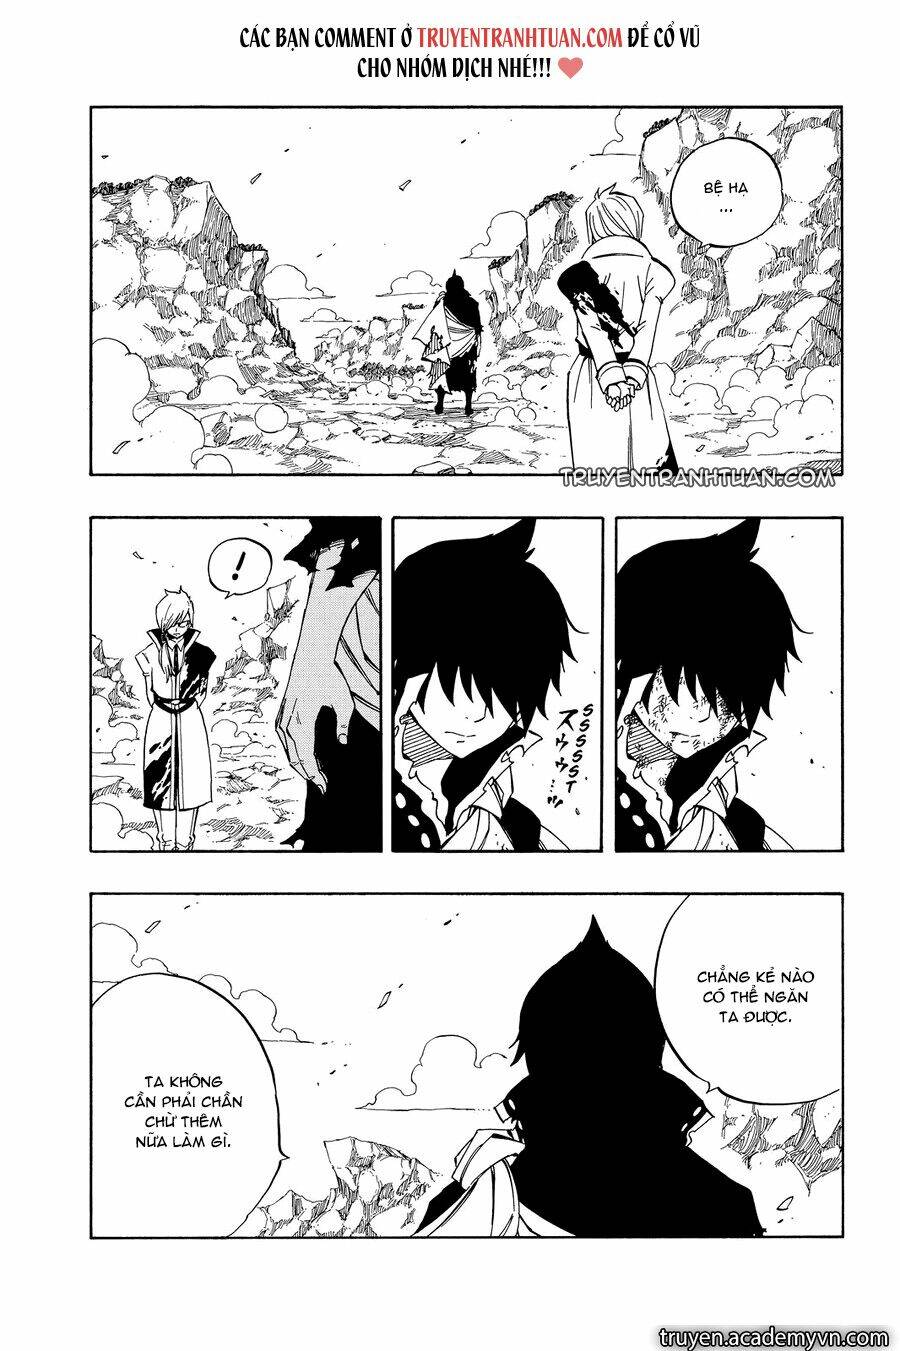 CÁC BẠN COMMENT Ở TRUYENTRANHTUAN.COM ĐỂ CỔ VŨ
CHO NHÓM DỊCH NHÉ!!! ❤
BỆ HẠ
...
TRUYENTRANHTUAN.COM
!
SSSSST
スゥゥゥ…
CHẲNG KẺ NÀO
CÓ THỂ NGĂN
TA ĐƯỢC.
TA KHÔNG
CẦN PHẢI CHẦN
CHỪ THÊM
NỮA LÀM GÌ.
truyen.academyvn.com